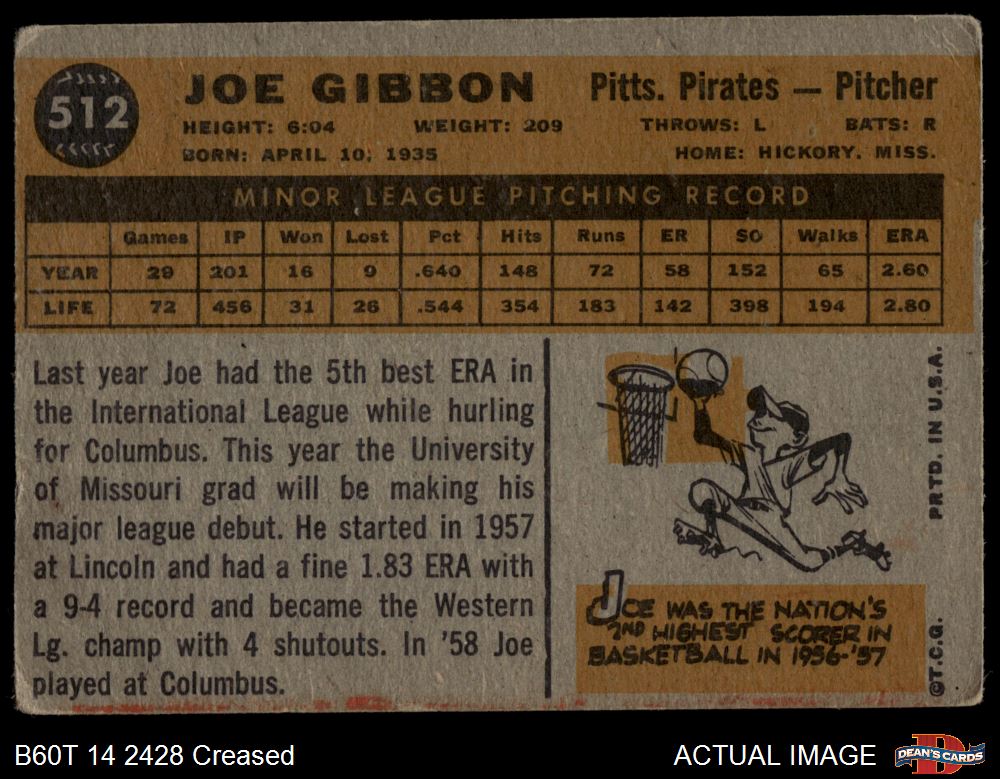 512
JOE GIBBON Pitts. Pirates — Pitcher
HEIGHT: 6:04 WEIGHT: 209 THROWS: L BATS: R
BORN: APRIL 10, 1935 HOME: HICKORY, MISS.
MINOR LEAGUE PITCHING RECORD
Games IP Won Lost Pct Hits Runs ER SO Walks ERA
YEAR 29 201 16 9 .640 148 72 58 152 65 2.60
LIFE 72 456 31 26 .544 354 183 142 398 194 2.80
Last year Joe had the 5th best ERA in
the International League while hurling
for Columbus. This year the University
of Missouri grad will be making his
major league debut. He started in 1957
at Lincoln and had a fine 1.83 ERA with
a 9-4 record and became the Western
Lg. champ with 4 shutouts. In '58 Joe
played at Columbus.
JOE WAS THE NATION'S
2ND HIGHEST SCORER IN
BASKETBALL IN 1956-'57
PRTD. IN U.S.A.
©T.C.G.
B60T 14 2428 Creased ACTUAL IMAGE
DEAN'S CARDS